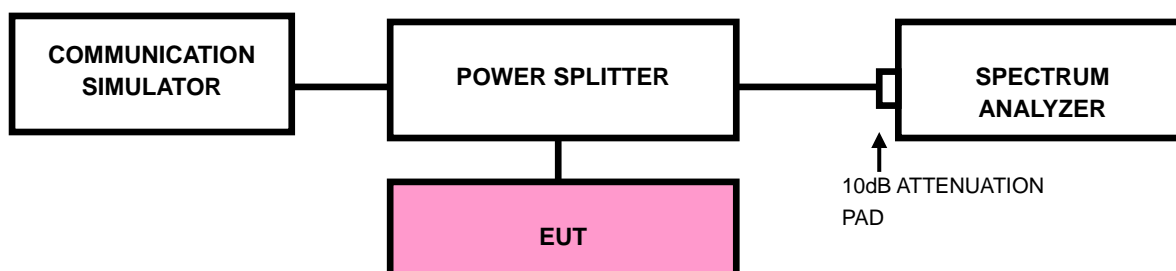 COMMUNICATION
SIMULATOR
POWER SPLITTER
SPECTRUM
ANALYZER
10dB ATTENUATION
PAD
EUT